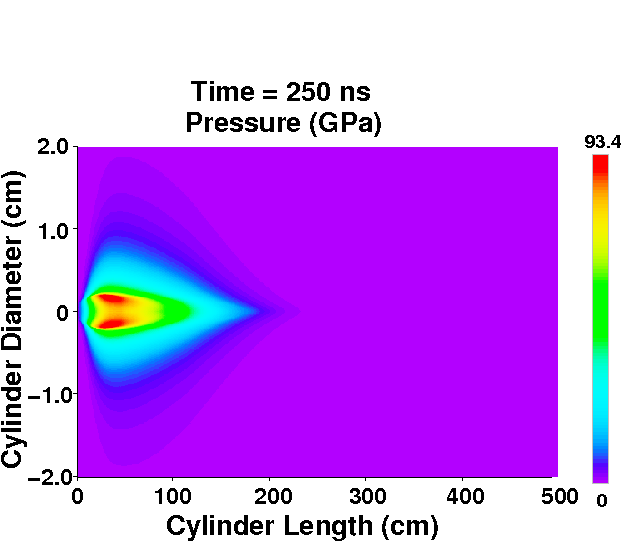 Time = 250 ns
Pressure (GPa)
93.4
2.0
1.0
0
−1.0
−2.0
Cylinder Diameter (cm)
0
0 100 200 300 400 500
Cylinder Length (cm)